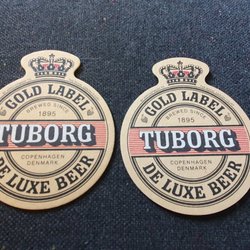 GOLD LABEL
BREWED SINCE
1895
TUBORG
COPENHAGEN
DENMARK
DE LUXE BEER
GOLD LABEL
BREWED SINCE
1895
TUBORG
COPENHAGEN
DENMARK
DE LUXE BEER